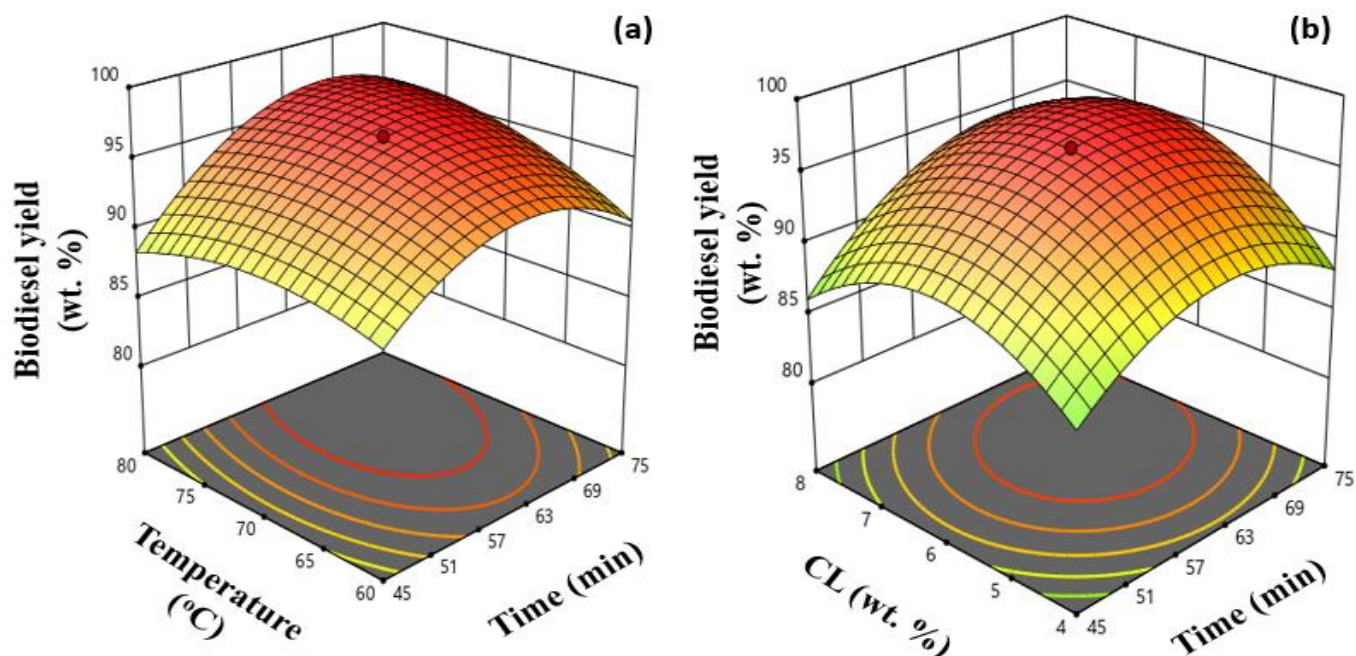 (a)
100
95
90
85
80
Biodiesel yield
(wt. %)
80
75
70
65
60
Temperature
(ºC)
45
51
57
63
69
75
Time (min)
(b)
100
95
90
85
80
Biodiesel yield
(wt. %)
8
7
6
5
4
CL (wt. %)
45
51
57
63
69
75
Time (min)